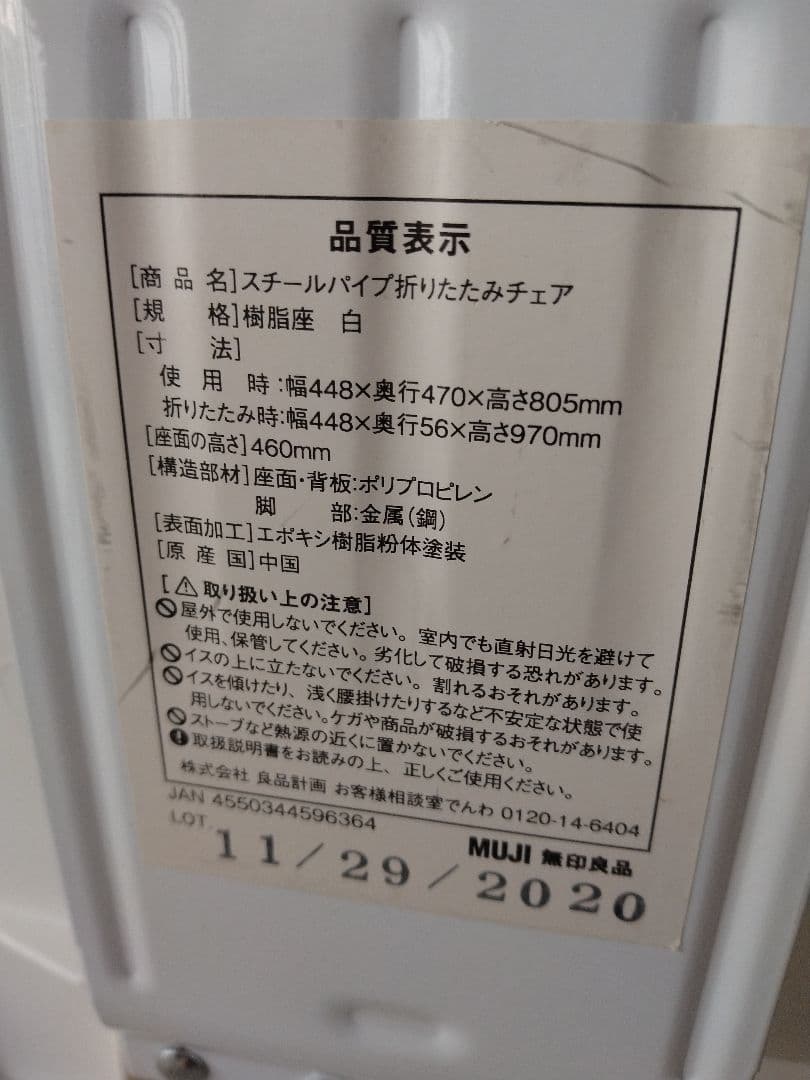 品質表示
[商品名]スチールパイプ折りたたみチェア
[規　格]樹脂座　白
[寸　法]
使用時:幅448×奥行470×高さ805mm
折りたたみ時:幅448×奥行56×高さ970mm
[座面の高さ]460mm
[構造部材]座面・背板:ポリプロピレン
脚　部:金属(鋼)
[表面加工]エポキシ樹脂粉体塗装
[原産国]中国
[⚠取り扱い上の注意]
🚫屋外で使用しないでください。室内でも直射日光を避けて
使用、保管してください。劣化して破損する恐れがあります。
🚫イスの上に立たないでください。割れるおそれがあります。
🚫イスを傾けたり、浅く腰掛けたりするなど不安定な状態で使
用しないでください。ケガや商品が破損するおそれがあります。
🚫ストーブなど熱源の近くに置かないでください。
❗取扱説明書をお読みの上、正しくご使用ください。
株式会社 良品計画 お客様相談室でんわ 0120-14-6404
JAN 4550344596364
MUJI 無印良品
LOT.
11/29/2020